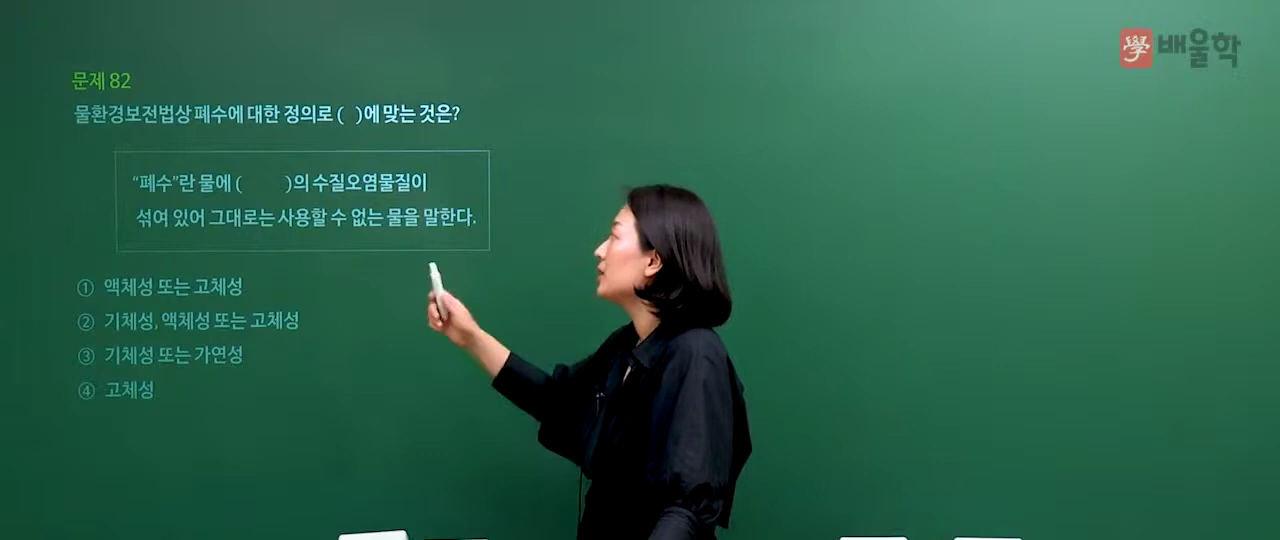 學 배울학
문제 82
물환경보전법상 폐수에 대한 정의로 ( )에 맞는 것은?
“폐수”란 물에 ( )의 수질오염물질이
섞여 있어 그대로는 사용할 수 없는 물을 말한다.
① 액체성 또는 고체성
② 기체성, 액체성 또는 고체성
③ 기체성 또는 가연성
④ 고체성